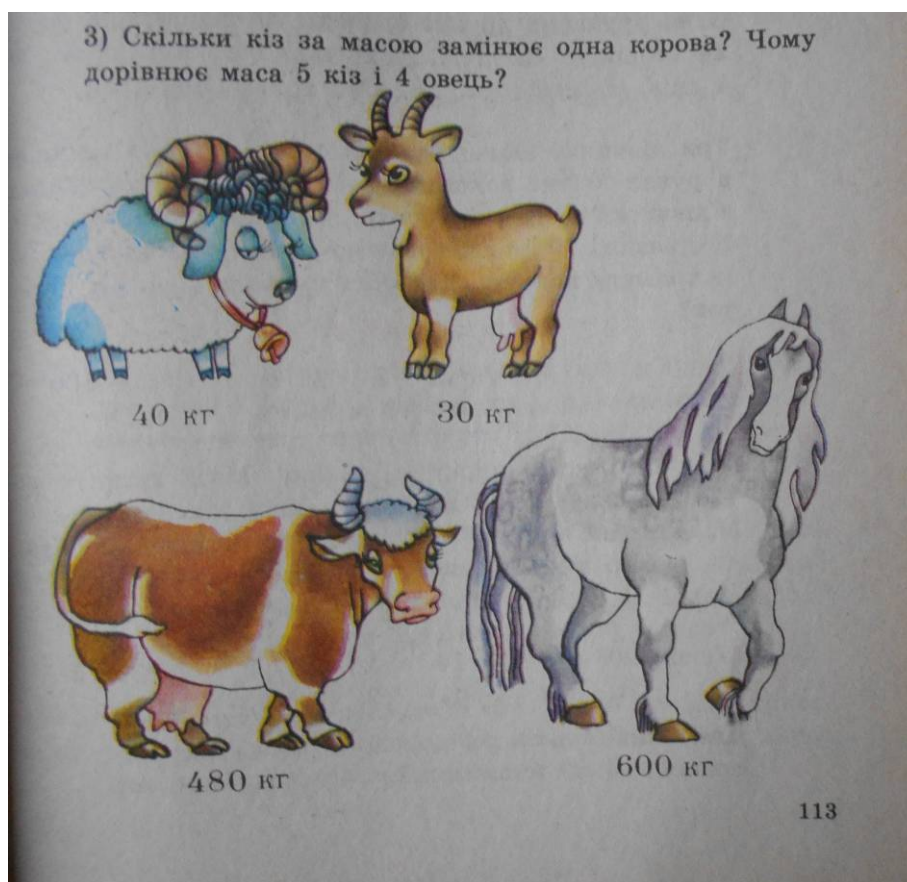 3) Скільки кіз за масою замінює одна корова? Чому
дорівнює маса 5 кіз і 4 овець?
40 кг
30 кг
480 кг
600 кг
113